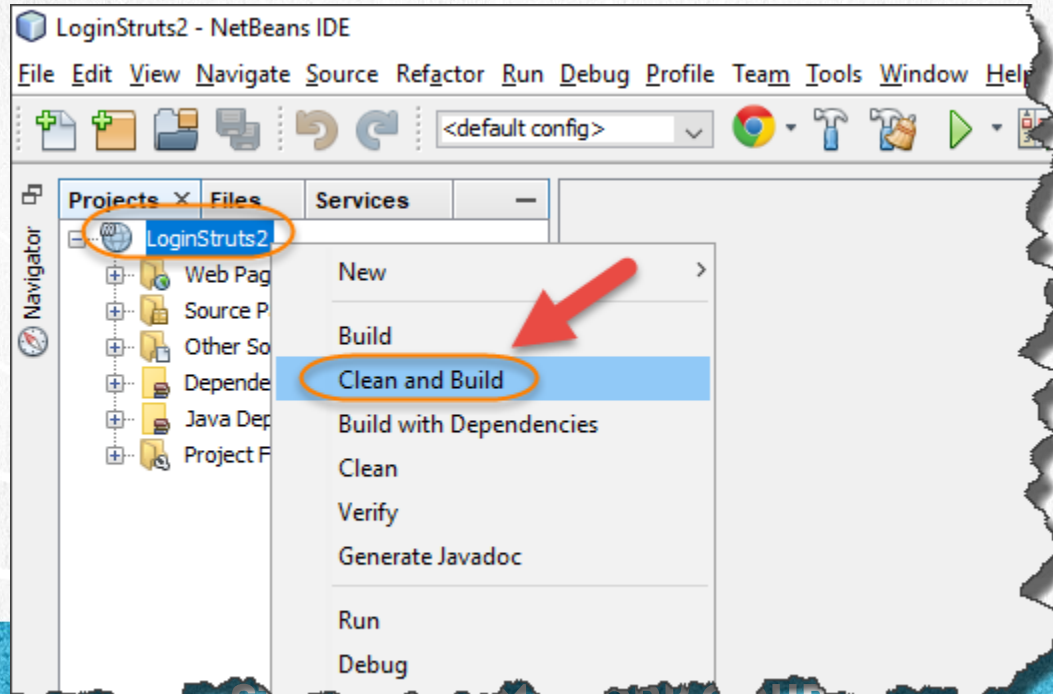 LoginStruts2 - NetBeans IDE
File Edit View Navigate Source Refactor Run Debug Profile Team Tools Window Help
<default config>
Projects Files Services
Navigator
LoginStruts2
Web Pag
Source P
Other So
Depende
Java Dep
Project F
New
Build
Clean and Build
Build with Dependencies
Clean
Verify
Generate Javadoc
Run
Debug